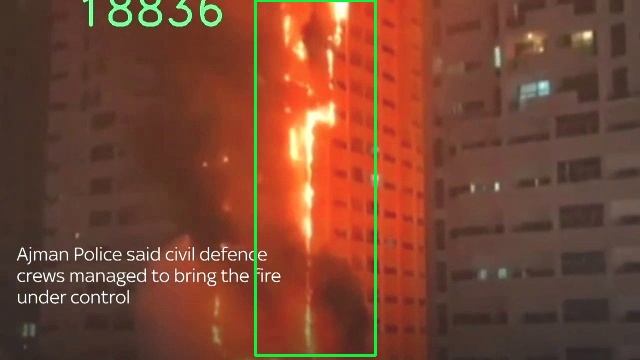 18836
Ajman Police said civil defence
crews managed to bring the fire
under control